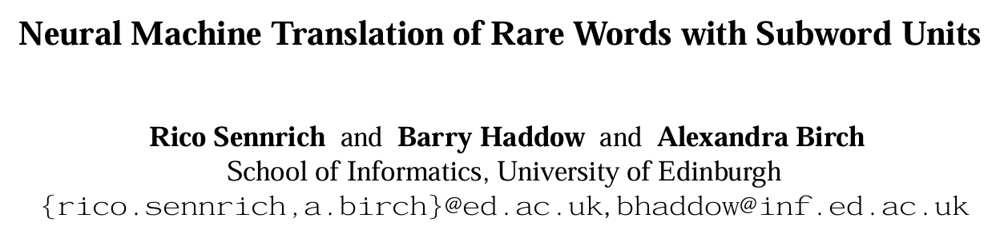 Neural Machine Translation of Rare Words with Subword Units
Rico Sennrich and Barry Haddow and Alexandra Birch
School of Informatics, University of Edinburgh
{rico.sennrich,a.birch}@ed.ac.uk, bhaddow@inf.ed.ac.uk